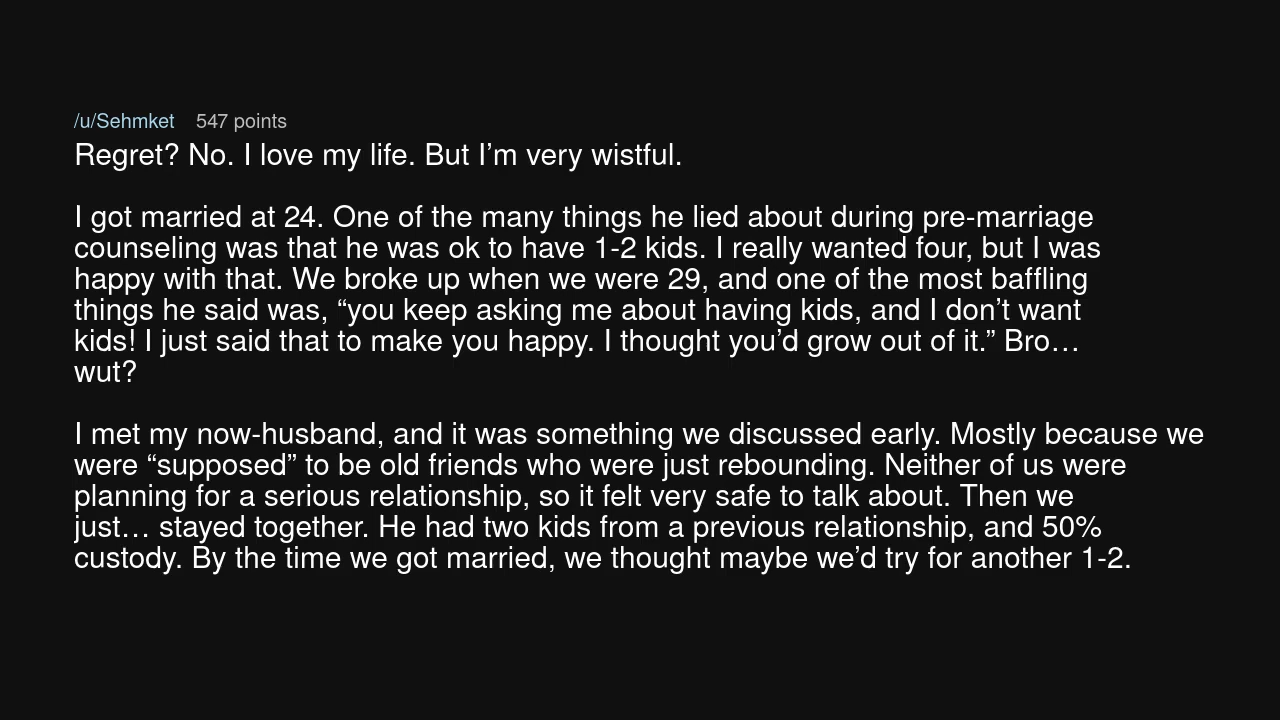 /u/Sehmket 547 points
Regret? No. I love my life. But I’m very wistful.
I got married at 24. One of the many things he lied about during pre-marriage
counseling was that he was ok to have 1-2 kids. I really wanted four, but I was
happy with that. We broke up when we were 29, and one of the most baffling
things he said was, “you keep asking me about having kids, and I don’t want
kids! I just said that to make you happy. I thought you’d grow out of it.” Bro…
wut?
I met my now-husband, and it was something we discussed early. Mostly because we
were “supposed” to be old friends who were just rebounding. Neither of us were
planning for a serious relationship, so it felt very safe to talk about. Then we
just… stayed together. He had two kids from a previous relationship, and 50%
custody. By the time we got married, we thought maybe we’d try for another 1-2.